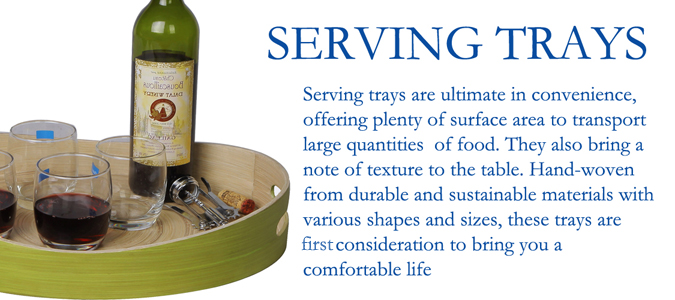 SERVING TRAYS
Serving trays are ultimate in convenience,
offering plenty of surface area to transport
large quantities  of food. They also bring a
note of texture to the table. Hand-woven
from durable and sustainable materials with
various shapes and sizes, these trays are
first consideration to bring you a
comfortable life